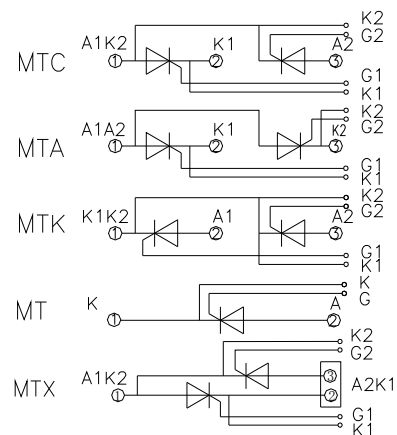 K2
G2
A1K2 K1 A2
MTC
1 2 3
G1
K1
K2
G2
A1A2 K1 K2
MTA
1 2 3
G1
K1
K2
G2
K1K2 A1 A2
MTK
1 2 3
G1
K1
K
G
K A
MT
1 2
K2
G2
A1K2
3
A2K1
MTX
1 2
G1
K1